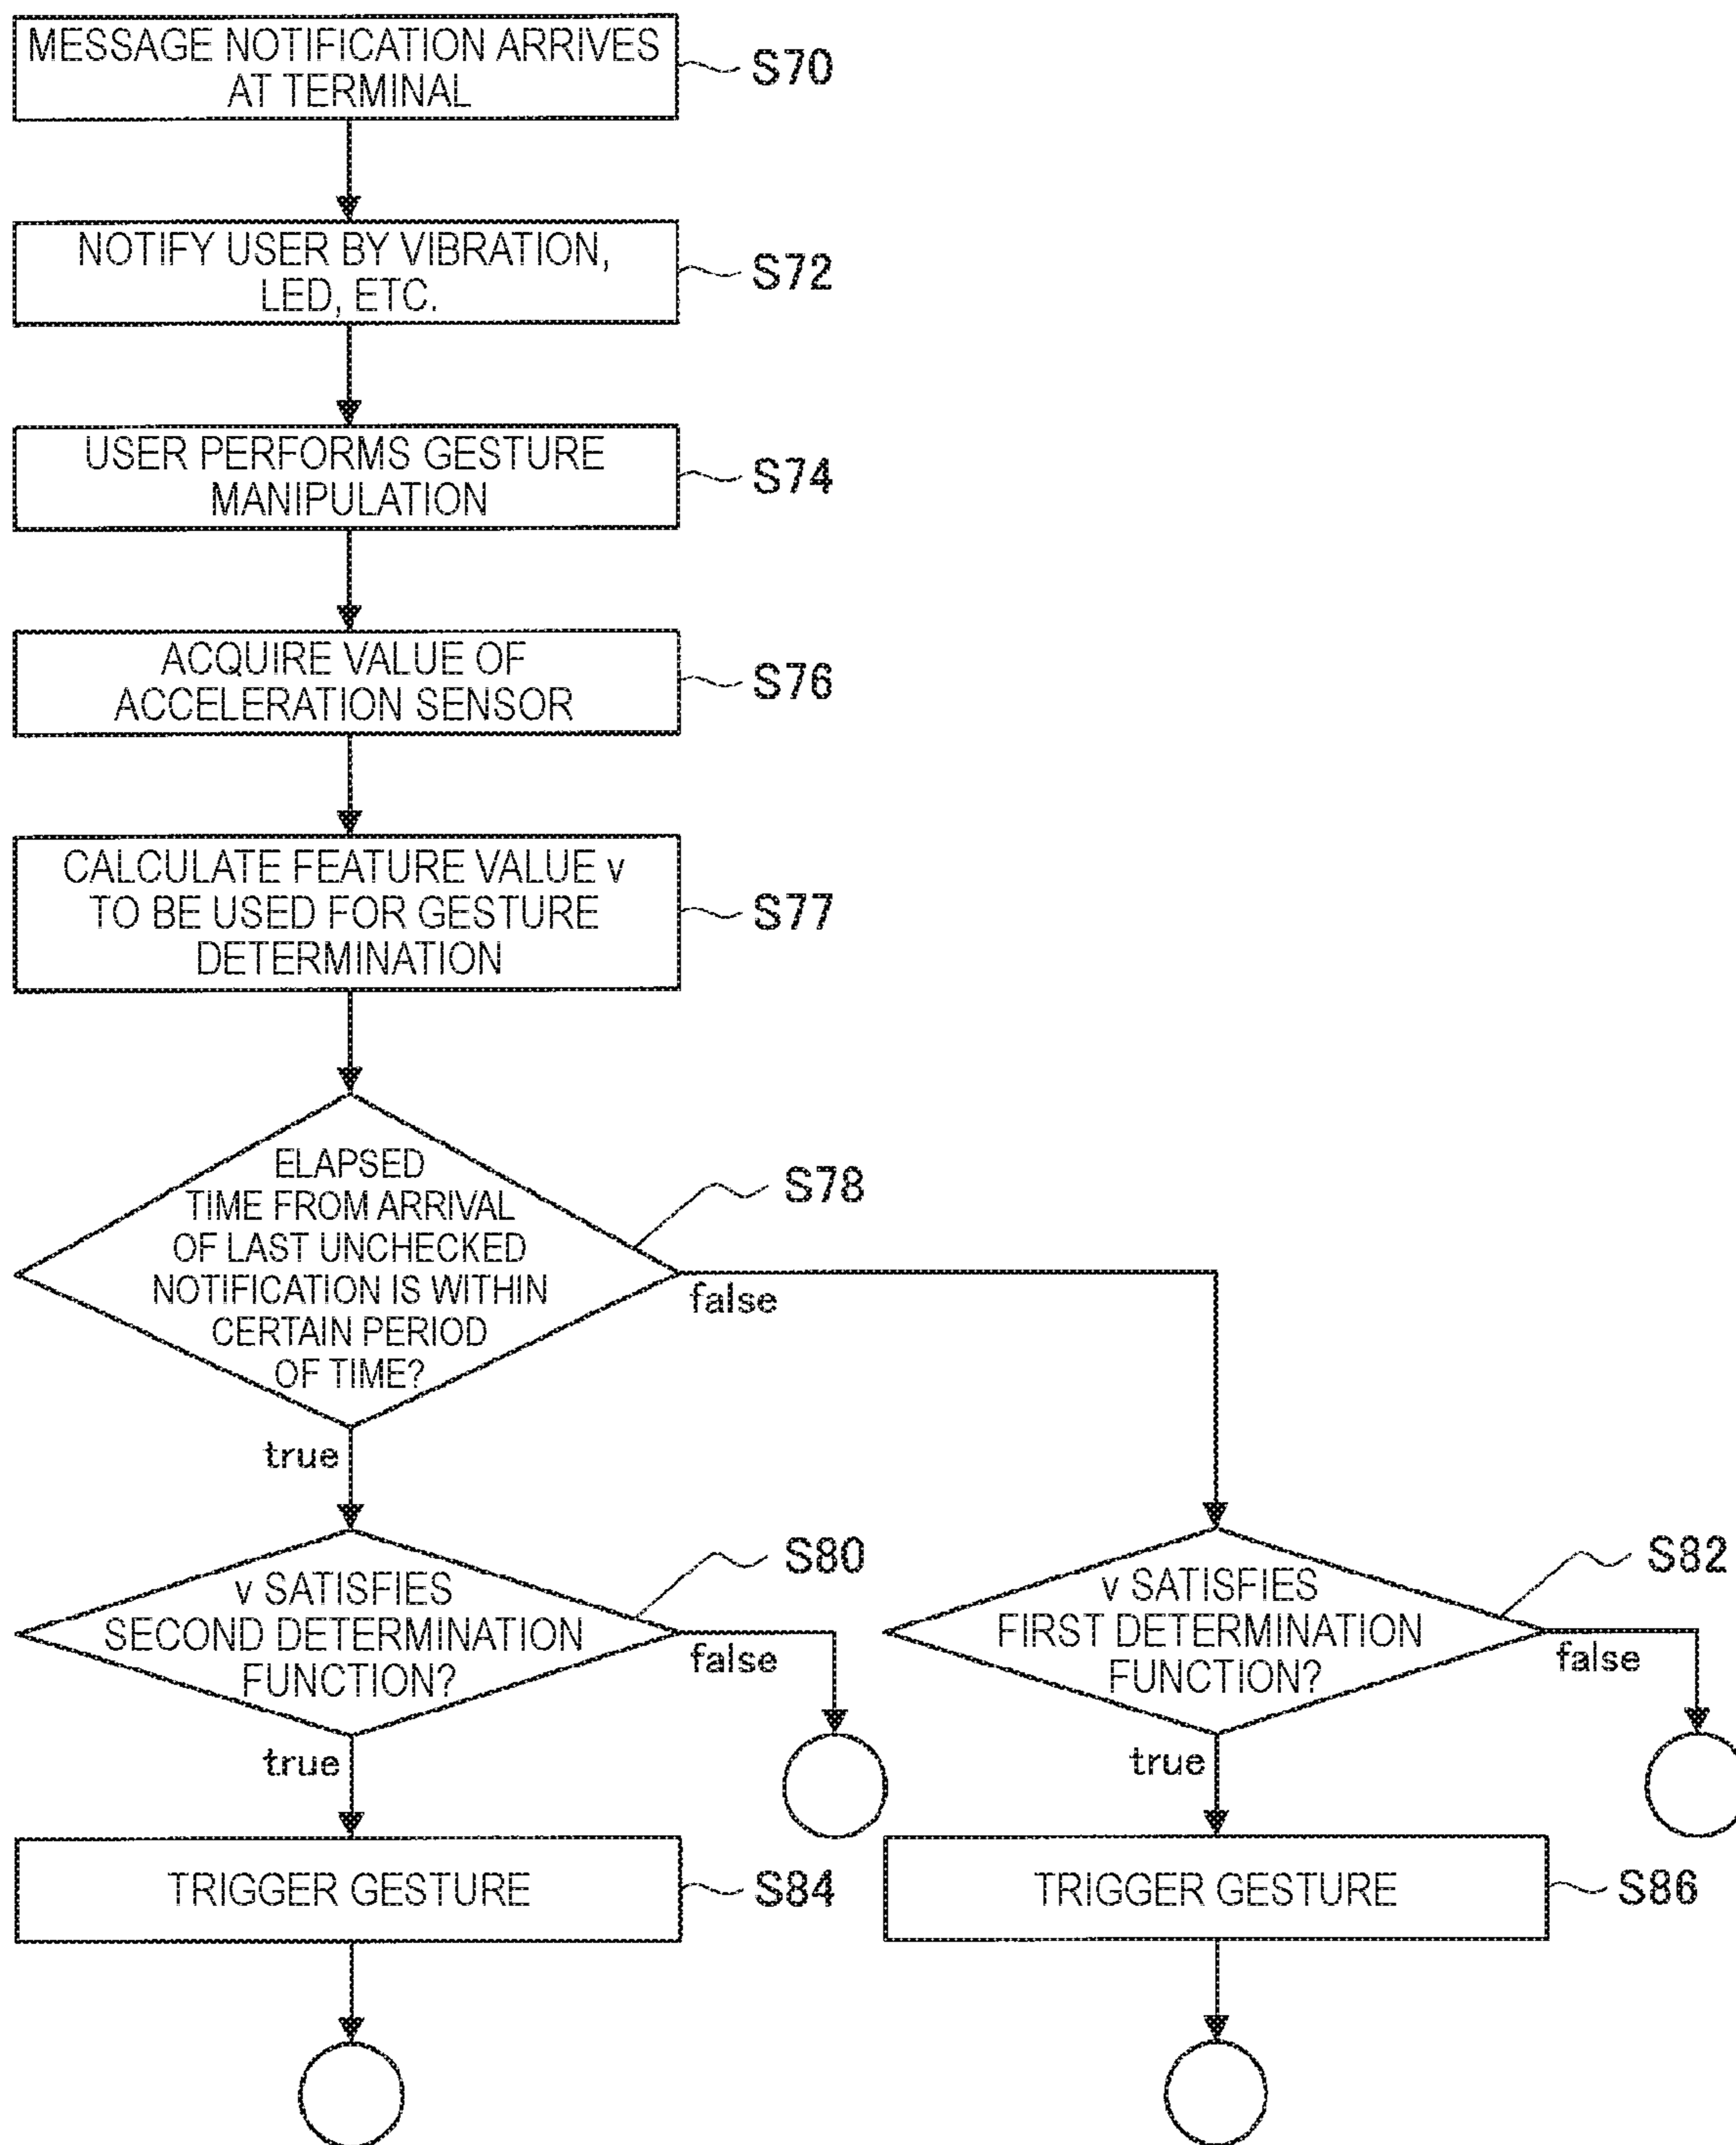 MESSAGE NOTIFICATION ARRIVES
AT TERMINAL
S70
NOTIFY USER BY VIBRATION,
LED, ETC.
S72
USER PERFORMS GESTURE
MANIPULATION
S74
ACQUIRE VALUE OF
ACCELERATION SENSOR
S76
CALCULATE FEATURE VALUE v
TO BE USED FOR GESTURE
DETERMINATION
S77
ELAPSED
TIME FROM ARRIVAL
OF LAST UNCHECKED
NOTIFICATION IS WITHIN
CERTAIN PERIOD
OF TIME?
S78
false
true
v SATISFIES
SECOND DETERMINATION
FUNCTION?
S80
false
true
v SATISFIES
FIRST DETERMINATION
FUNCTION?
S82
false
true
TRIGGER GESTURE
S84
TRIGGER GESTURE
S86